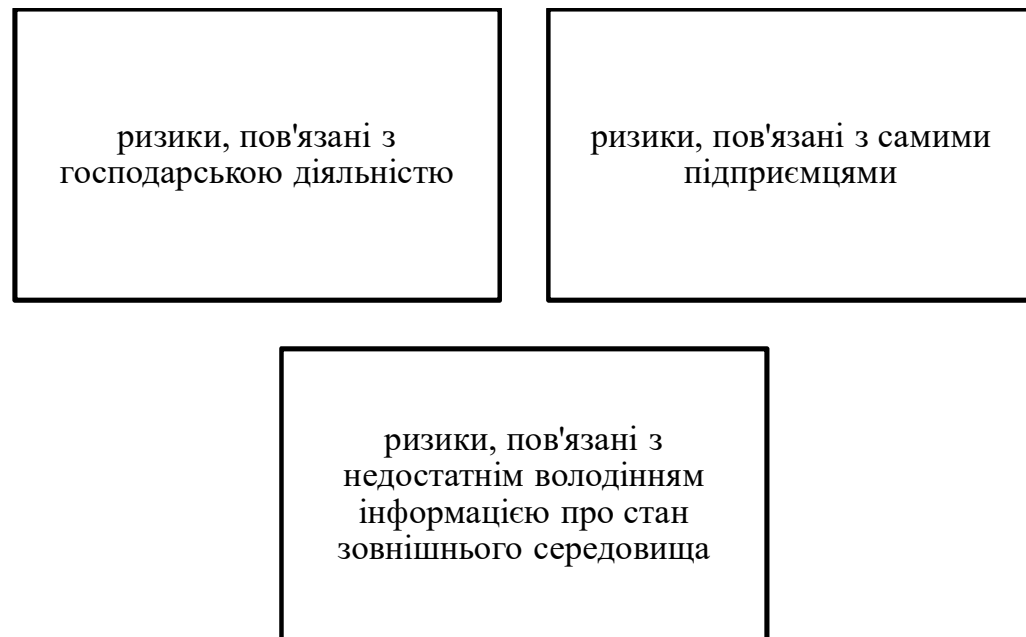 ризики, пов'язані з
господарською діяльністю
ризики, пов'язані з самими
підприємцями
ризики, пов'язані з
недостатнім володінням
інформацією про стан
зовнішнього середовища